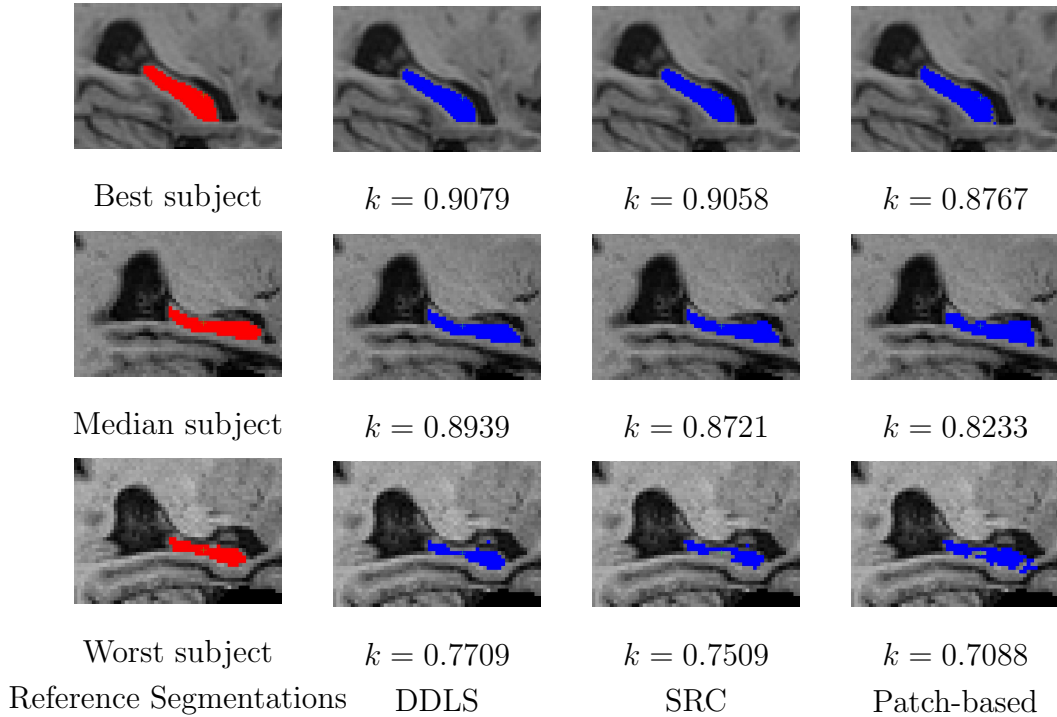 Best subject k = 0.9079 k = 0.9058 k = 0.8767
Median subject k = 0.8939 k = 0.8721 k = 0.8233
Worst subject k = 0.7709 k = 0.7509 k = 0.7088
Reference Segmentations DDLS SRC Patch-based